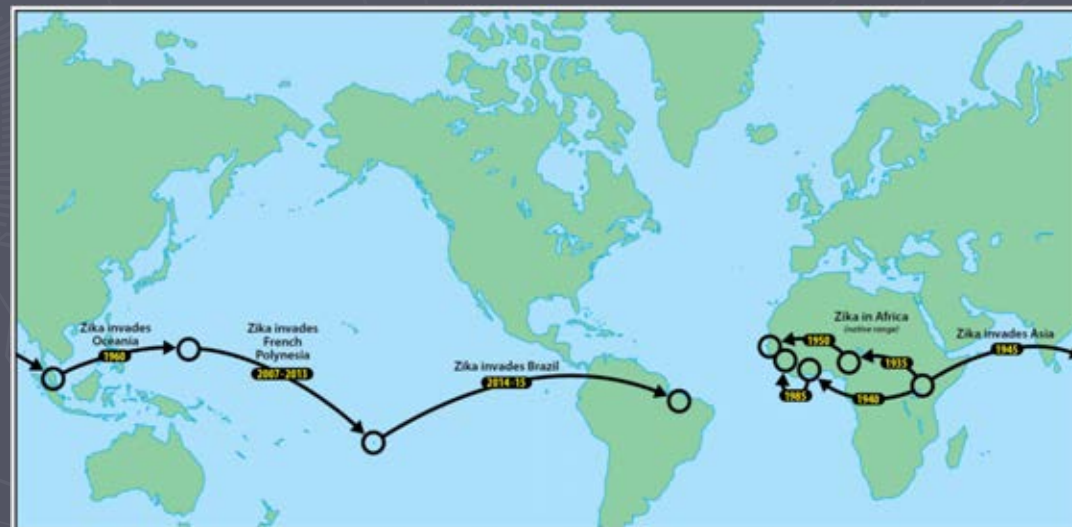 Zika invades
Oceania
1960
Zika invades
French
Polynesia
2007-2013
Zika invades Brazil
2014-15
Zika in Africa
(native range)
1950
1935
1985
1940
Zika invades Asia
1945